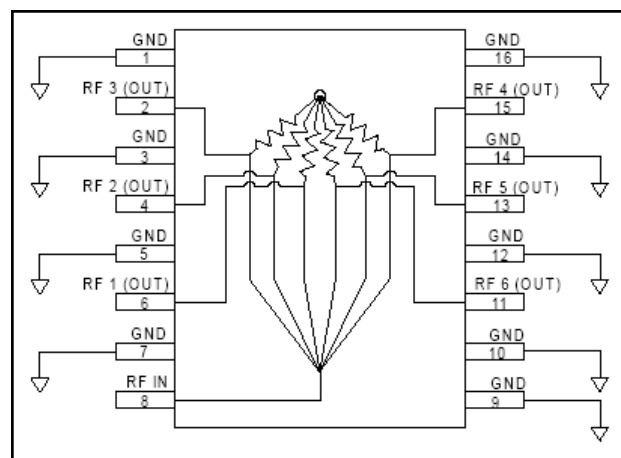 GND
1
RF 3 (OUT)
2
GND
3
RF 2 (OUT)
4
GND
5
RF 1 (OUT)
6
GND
7
RF IN
8
GND
16
RF 4 (OUT)
15
GND
14
RF 5 (OUT)
13
GND
12
RF 6 (OUT)
11
GND
10
GND
9